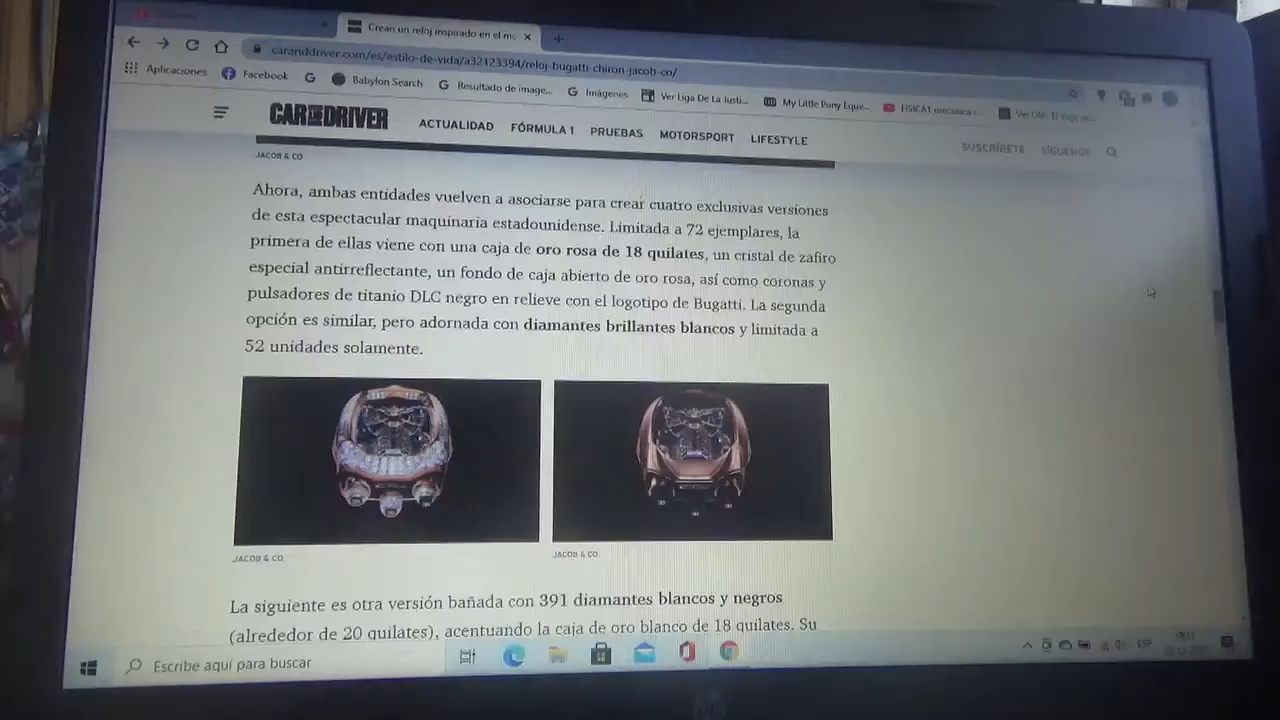 Crean un reloj inspirado en el mo
caranddriver.com/es/estilo-de-vida/a32123394/reloj-bugatti-chiron-jacob-co/
Aplicaciones
Facebook
Babylon Search
Resultado de image...
Imágenes
Ver Liga De La Justi...
My Little Pony Eque...
FISICA1 mecanica
CAR AND DRIVER
ACTUALIDAD
FÓRMULA 1
PRUEBAS
MOTORSPORT
LIFESTYLE
SUSCRÍBETE
SÍGUENOS
JACOB & CO
Ahora, ambas entidades vuelven a asociarse para crear cuatro exclusivas versiones
de esta espectacular maquinaria estadounidense. Limitada a 72 ejemplares, la
primera de ellas viene con una caja de oro rosa de 18 quilates, un cristal de zafiro
especial antirreflectante, un fondo de caja abierto de oro rosa, así como coronas y
pulsadores de titanio DLC negro en relieve con el logotipo de Bugatti. La segunda
opción es similar, pero adornada con diamantes brillantes blancos y limitada a
52 unidades solamente.
JACOB & CO.
JACOB & CO.
La siguiente es otra versión bañada con 391 diamantes blancos y negros
(alrededor de 20 quilates), acentuando la caja de oro blanco de 18 quilates. Su
Escribe aquí para buscar
ESP